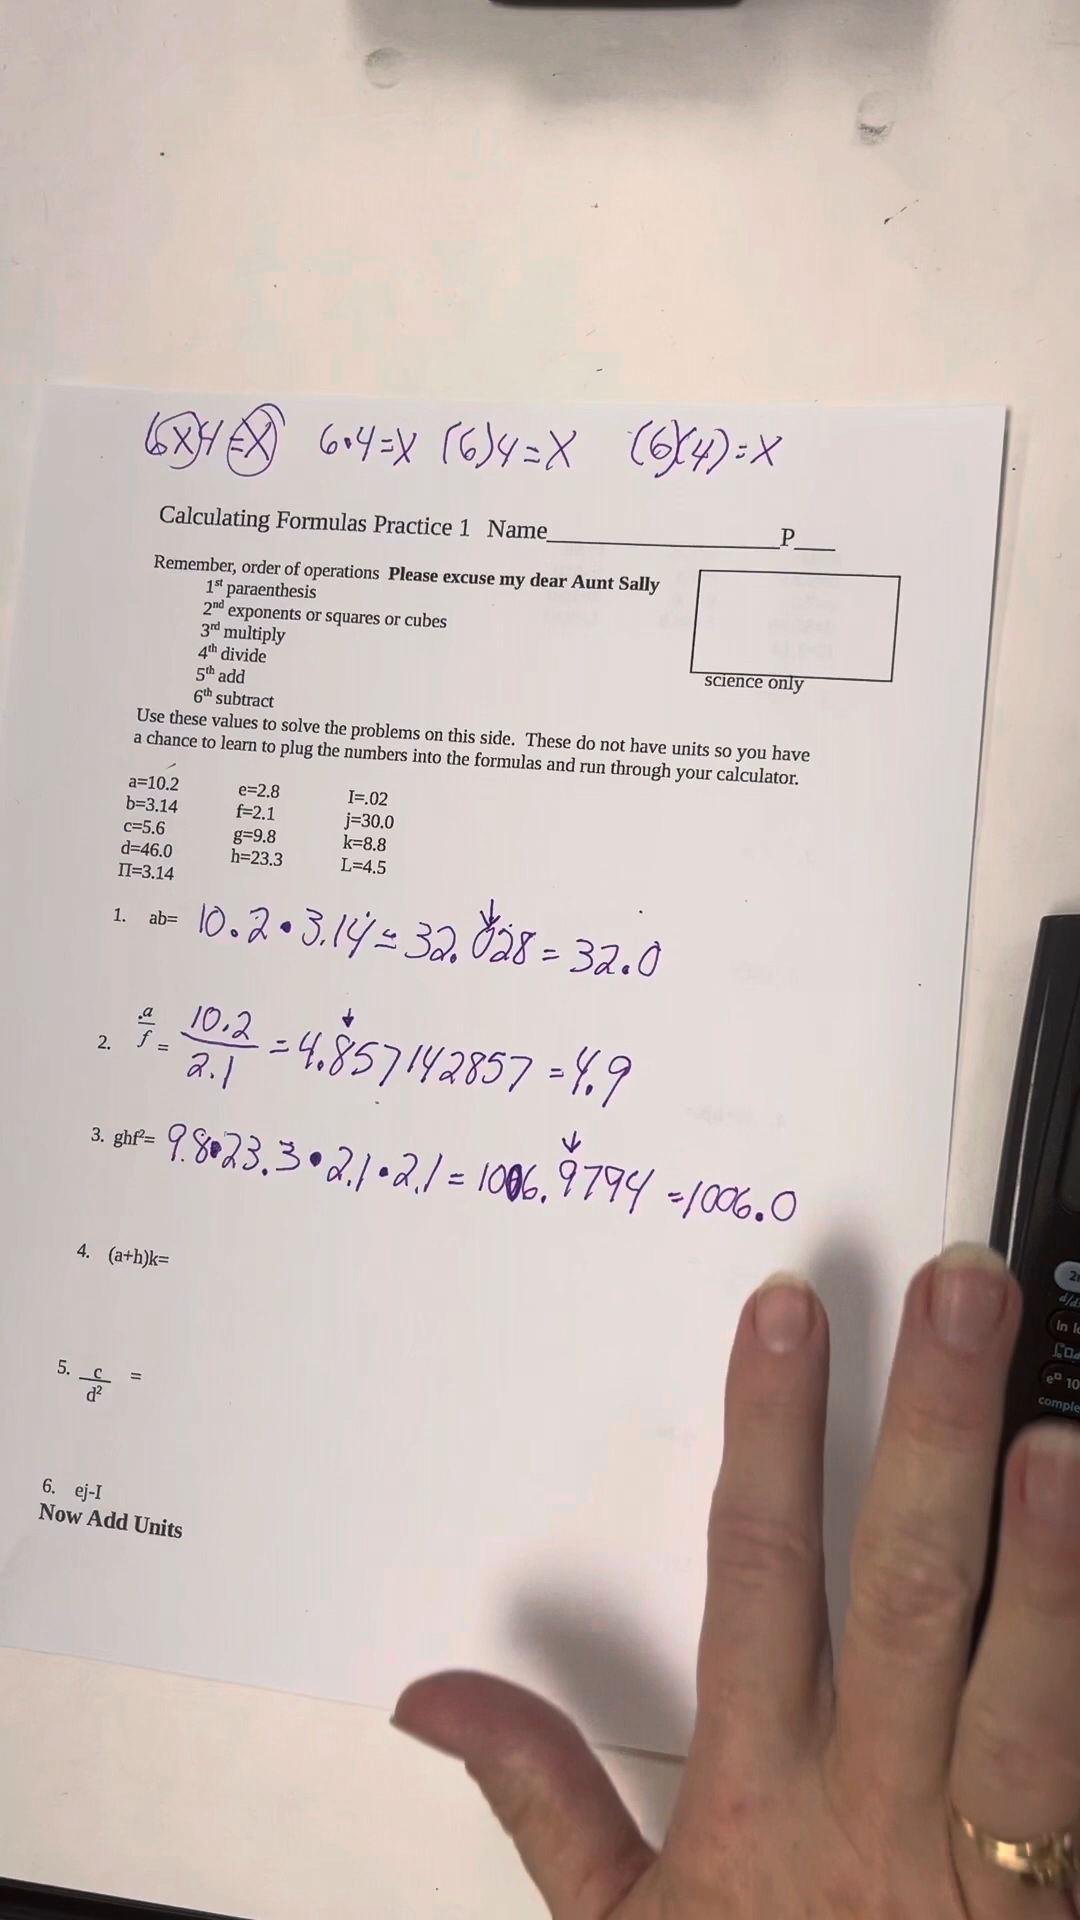 6x4=X 6·4=X (6)4=X (6)(4)=X
Calculating Formulas Practice 1 Name____________________P____
Remember, order of operations Please excuse my dear Aunt Sally
1st paraenthesis
2nd exponents or squares or cubes
3rd multiply
4th divide
5th add
6th subtract
science only
Use these values to solve the problems on this side. These do not have units so you have
a chance to learn to plug the numbers into the formulas and run through your calculator.
a=10.2 e=2.8 I=.02
b=3.14 f=2.1 j=30.0
c=5.6 g=9.8 k=8.8
d=46.0 h=23.3 L=4.5
Π=3.14
1. ab= 10.2·3.14=32.028=32.0
2. a/f = 10.2/2.1 =4.857142857=4.9
3. ghf²= 9.8·23.3·2.1·2.1=1006.9794=1006.0
4. (a+h)k=
5. c/d² =
6. ej-I
Now Add Units